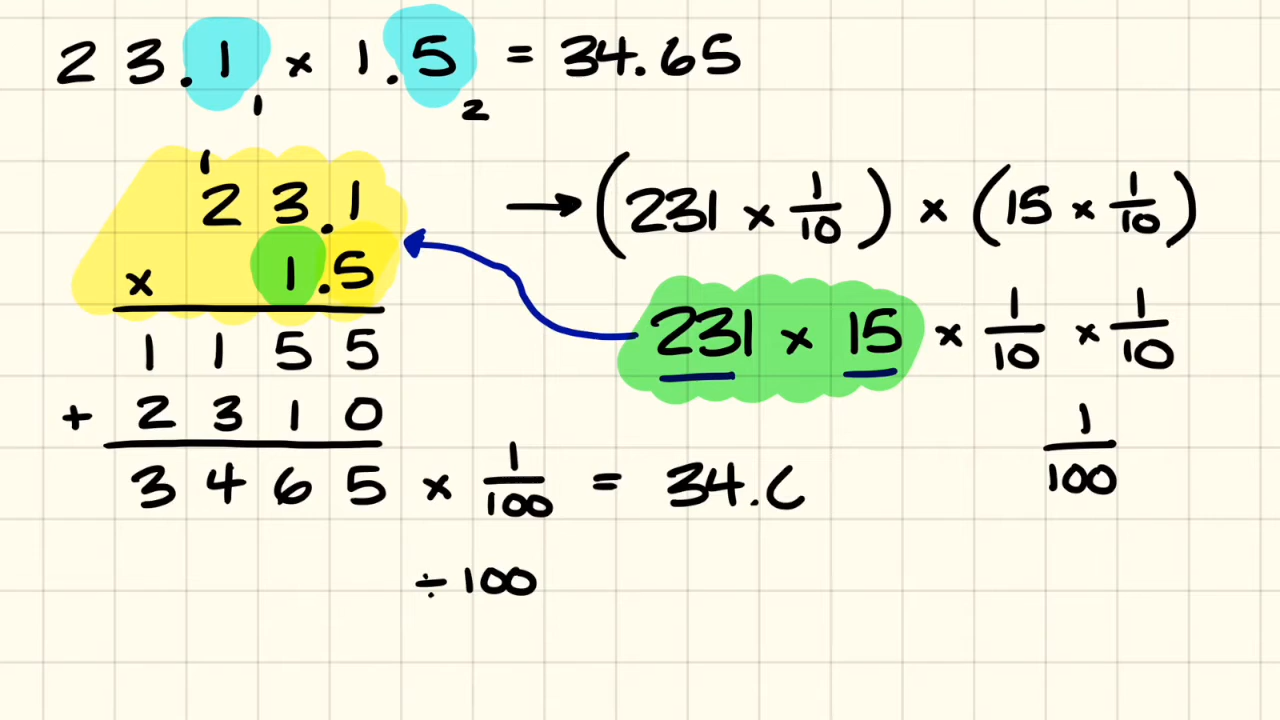 23.1 × 1.5 = 34.65
1 2
1
23.1
× 1.5
1155
+ 2310
3465 × 1/100 = 34.6
÷ 100
→ (231 × 1/10) × (15 × 1/10)
231 × 15 × 1/10 × 1/10
1/100